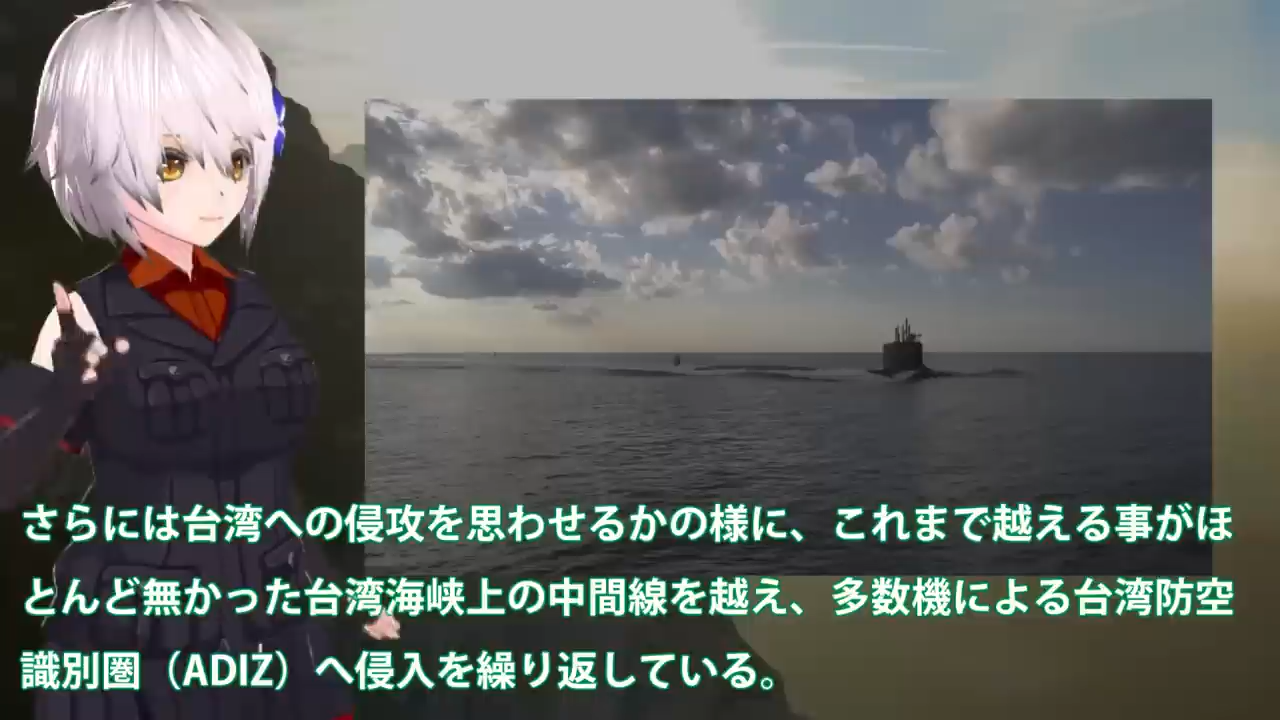 さらには台湾への侵攻を思わせるかの様に、これまで越える事がほ
とんど無かった台湾海峡上の中間線を越え、多数機による台湾防空
識別圏（ADIZ）へ侵入を繰り返している。